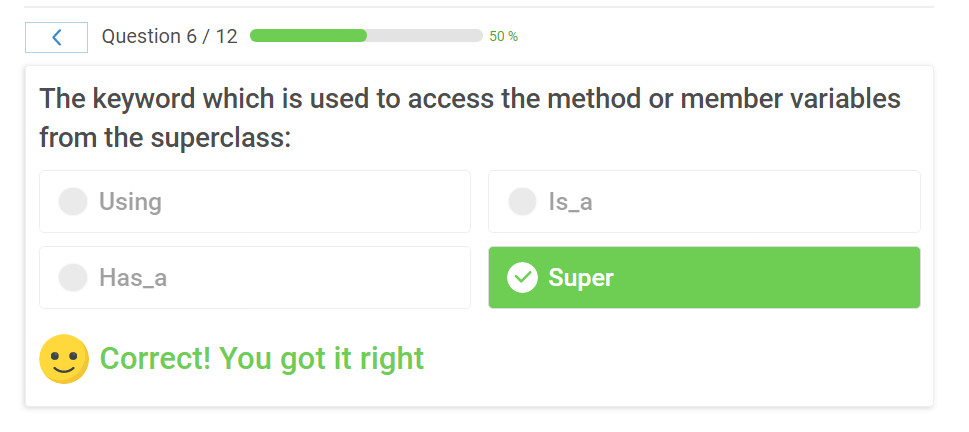 Question 6 / 12
50 %
The keyword which is used to access the method or member variables
from the superclass:
Using
Is_a
Has_a
Super
Correct! You got it right